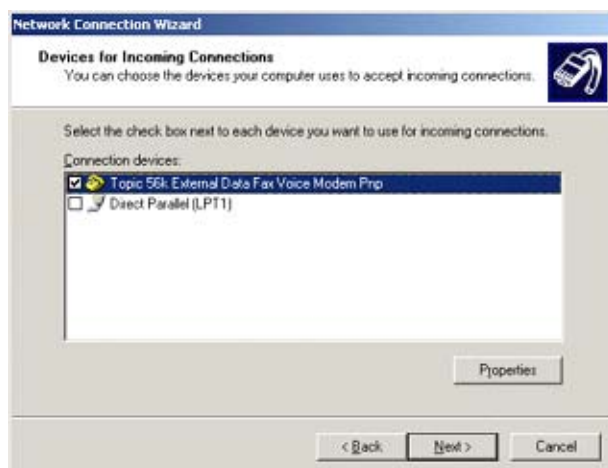 Network Connection Wizard
Devices for Incoming Connections
You can choose the devices your computer uses to accept incoming connections.
Select the check box next to each device you want to use for incoming connections.
Connection devices:
Topic 56k External Data Fax Voice Modem Pnp
Direct Parallel (LPT1)
Properties
< Back Next > Cancel